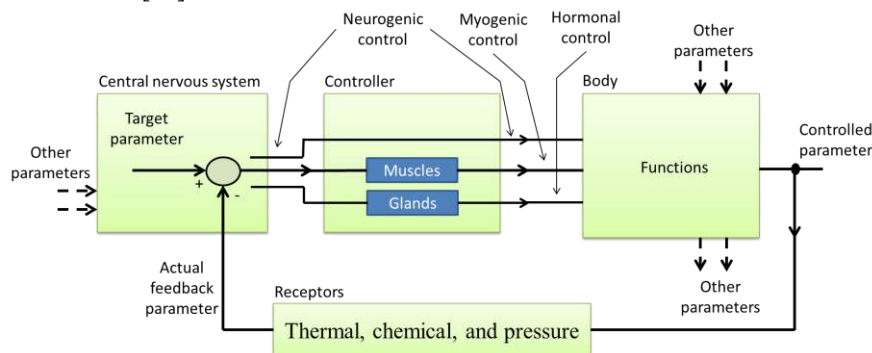 Neurogenic
control
Myogenic
control
Hormonal
control
Other
parameters
Central nervous system
Controller
Body
Target
parameter
Other
parameters
+
-
Muscles
Glands
Functions
Controlled
parameter
Actual
feedback
parameter
Receptors
Thermal, chemical, and pressure
Other
parameters